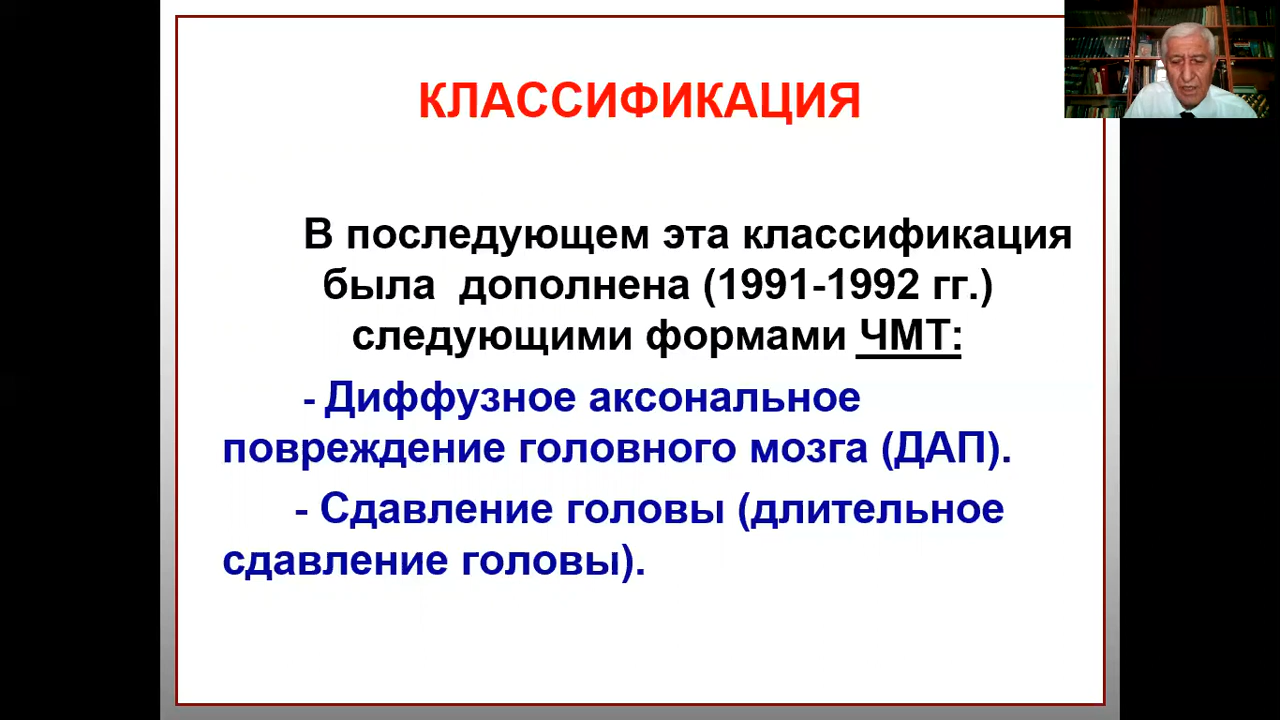 КЛАССИФИКАЦИЯ
В последующем эта классификация
была дополнена (1991-1992 гг.)
следующими формами ЧМТ:
- Диффузное аксональное
повреждение головного мозга (ДАП).
- Сдавление головы (длительное
сдавление головы).